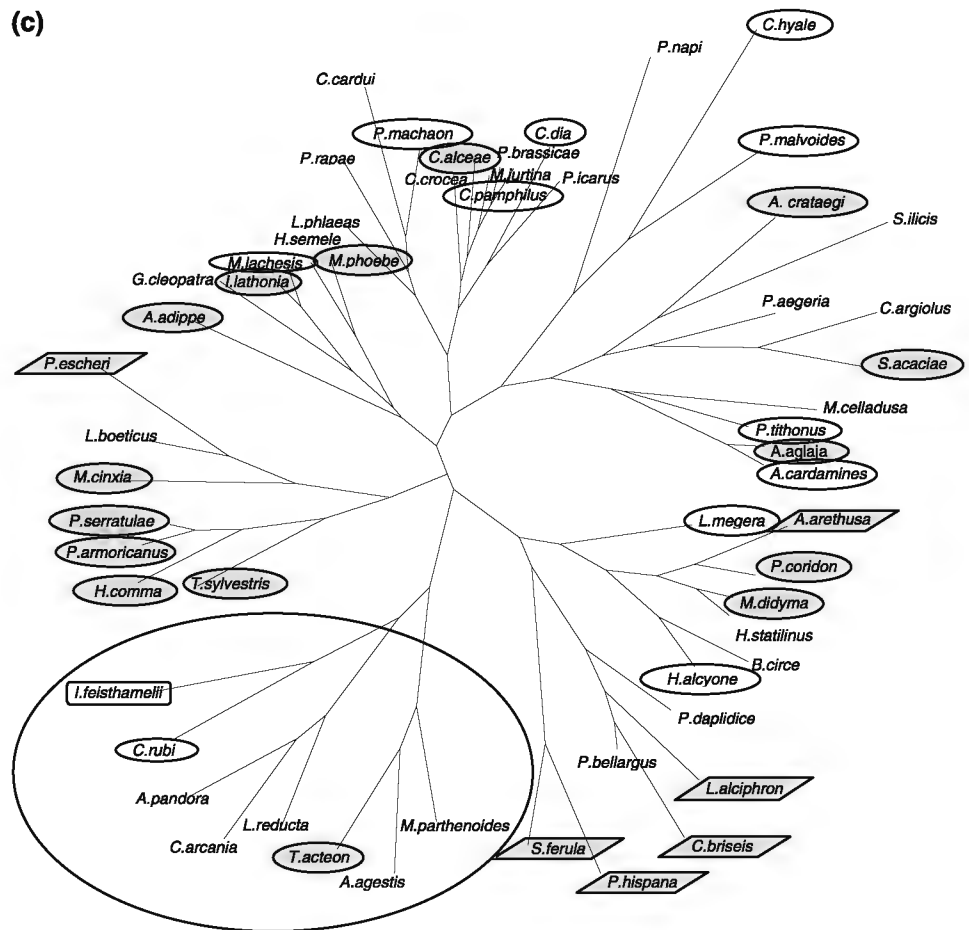 (c)
C.hyale
P.napi
C.cardui
P.machaon
C.dia
P.malvoides
P.rapae
C.alceae
P.brassicae
C.crocea
M.jurtina
P.icarus
C.pamphilus
A. crataegi
L.phlaeas
S.ilicis
H.semele
M.lachesis
M.phoebe
G.cleopatra
I.lathonia
P.aegeria
C.argiolus
A.adippe
P.escheri
S.acaciae
M.celladusa
L.boeticus
P.tithonus
A.aglaja
M.cinxia
A.cardamines
P.serratulae
L.megera
A.arethusa
P.armoricanus
P.coridon
H.comma
T.sylvestris
M.didyma
H.statilinus
B.circe
H.alcyone
I.feisthamelii
P.daplidice
C.rubi
P.bellargus
L.alciphron
A.pandora
L.reducta
M.parthenoides
C.arcania
T.acteon
S.ferula
C.briseis
A.agestis
P.hispana